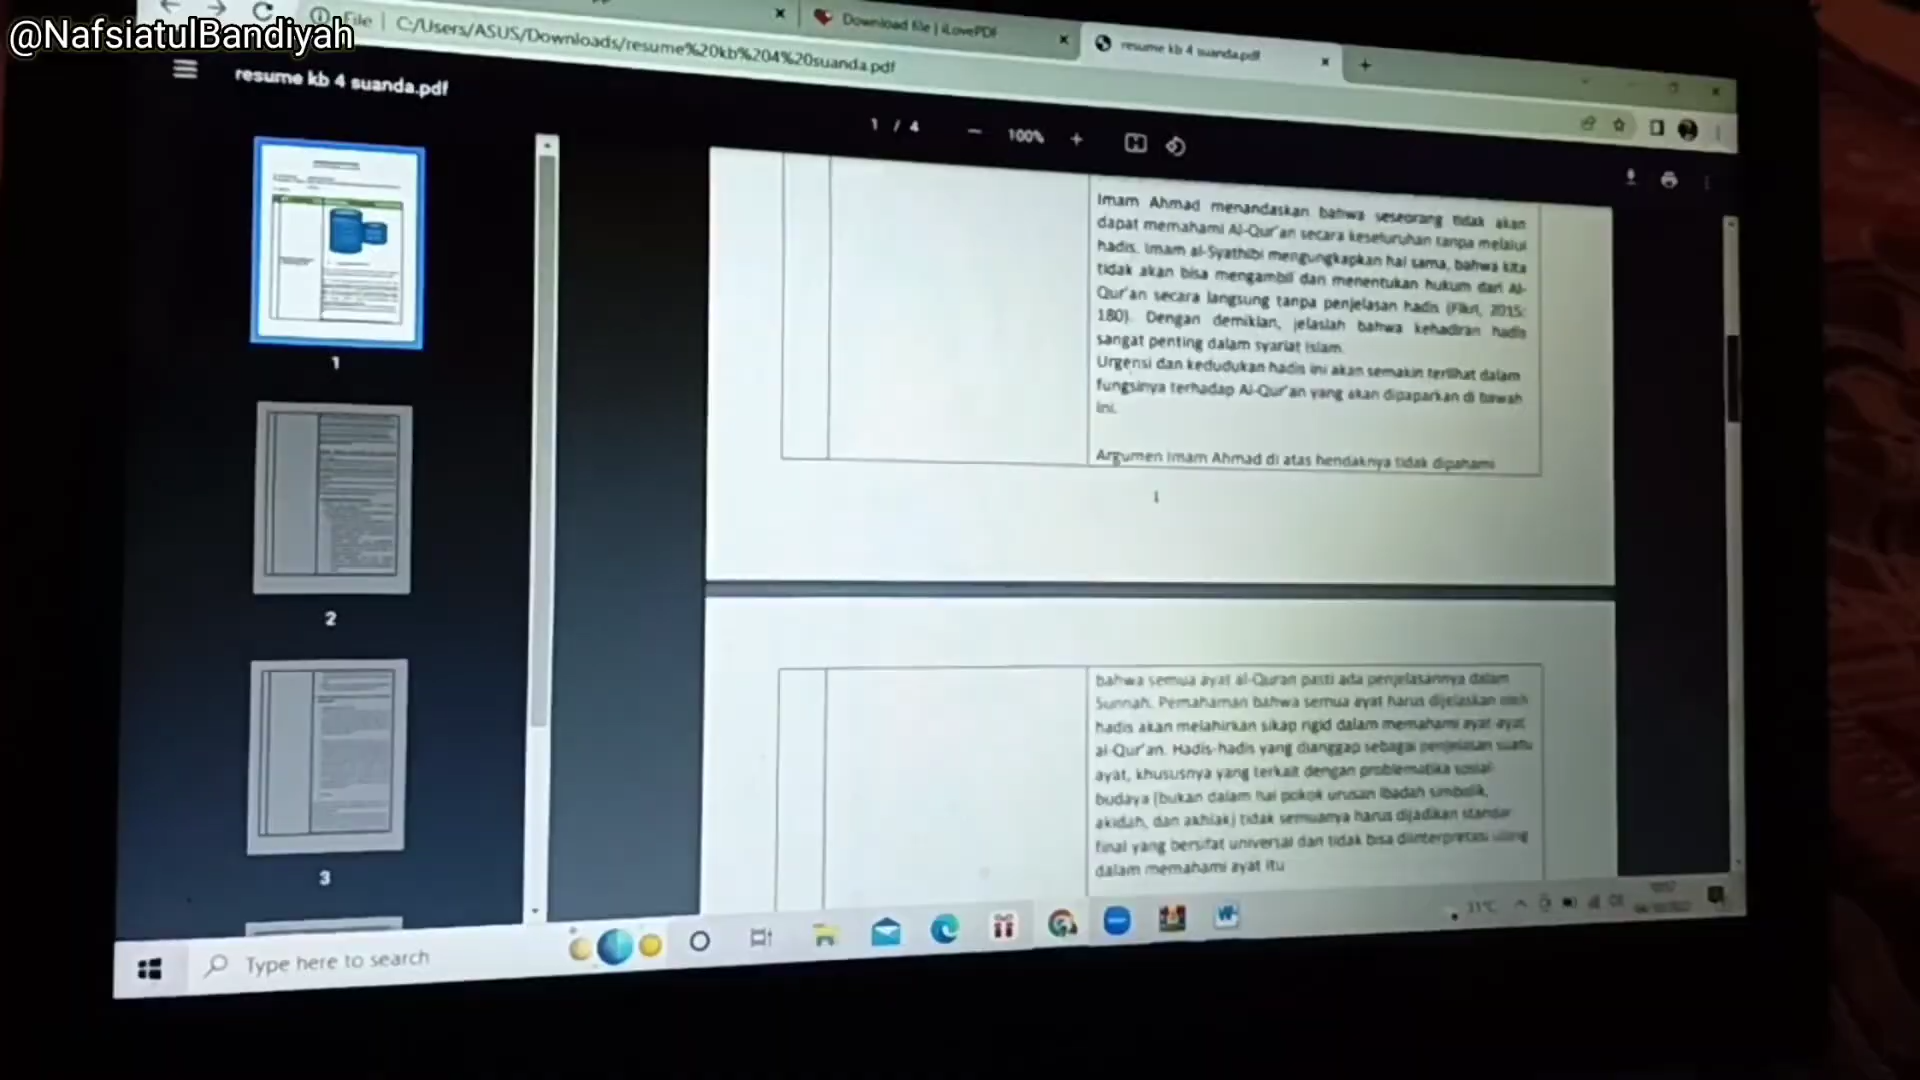 @NafsiatulBandiyah
File | C:/Users/ASUS/Downloads/resume%20kb%204%20suanda.pdf
Download file | iLovePDF
resume kb 4 suanda.pdf
resume kb 4 suanda.pdf
1 / 4
100%
1
2
3
Imam Ahmad menandaskan bahwa seseorang tidak akan
dapat memahami Al-Qur'an secara keseluruhan tanpa melalui
hadis. Imam al-Syathibi mengungkapkan hal sama, bahwa kita
tidak akan bisa mengambil dan menentukan hukum dari Al-
Qur'an secara langsung tanpa penjelasan hadis (Fikri, 2015:
180). Dengan demikian, jelaslah bahwa kehadiran hadis
sangat penting dalam syariat Islam.
Urgensi dan kedudukan hadis ini akan semakin terlihat dalam
fungsinya terhadap Al-Qur'an yang akan dipaparkan di bawah
ini.
Argumen Imam Ahmad di atas hendaknya tidak dipahami
1
bahwa semua ayat al-Quran pasti ada penjelasannya dalam
Sunnah. Pemahaman bahwa semua ayat harus dijelaskan oleh
hadis akan melahirkan sikap rigid dalam memahami ayat-ayat
al-Qur'an. Hadis-hadis yang dianggap sebagai penjelasan suatu
ayat, khususnya yang terkait dengan problematika sosial-
budaya (bukan dalam hal pokok urusan ibadah simbolik,
akidah, dan akhlak) tidak semuanya harus dijadikan standar
final yang bersifat universal dan tidak bisa diinterpretasi ulang
dalam memahami ayat itu
Type here to search
31°C